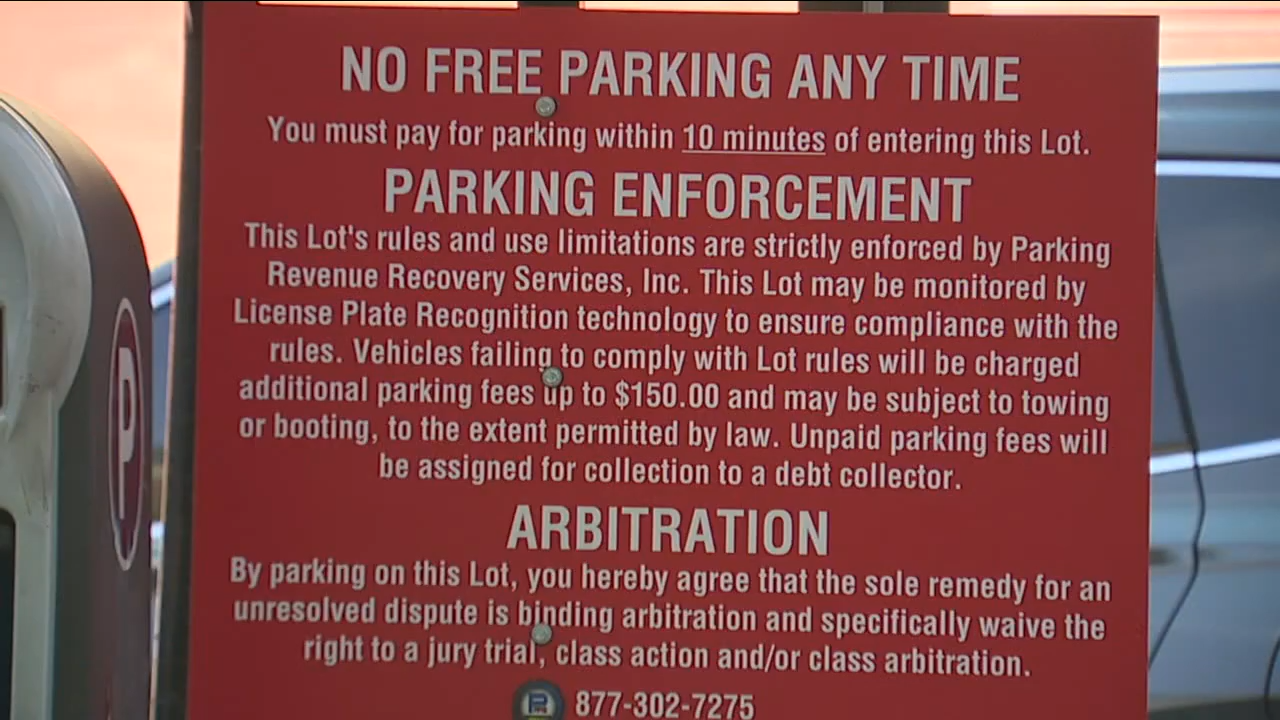 NO FREE PARKING ANY TIME
You must pay for parking within 10 minutes of entering this Lot.
PARKING ENFORCEMENT
This Lot's rules and use limitations are strictly enforced by Parking
Revenue Recovery Services, Inc. This Lot may be monitored by
License Plate Recognition technology to ensure compliance with the
rules. Vehicles failing to comply with Lot rules will be charged
additional parking fees up to $150.00 and may be subject to towing
or booting, to the extent permitted by law. Unpaid parking fees will
be assigned for collection to a debt collector.
ARBITRATION
By parking on this Lot, you hereby agree that the sole remedy for an
unresolved dispute is binding arbitration and specifically waive the
right to a jury trial, class action and/or class arbitration.
877-302-7275
P